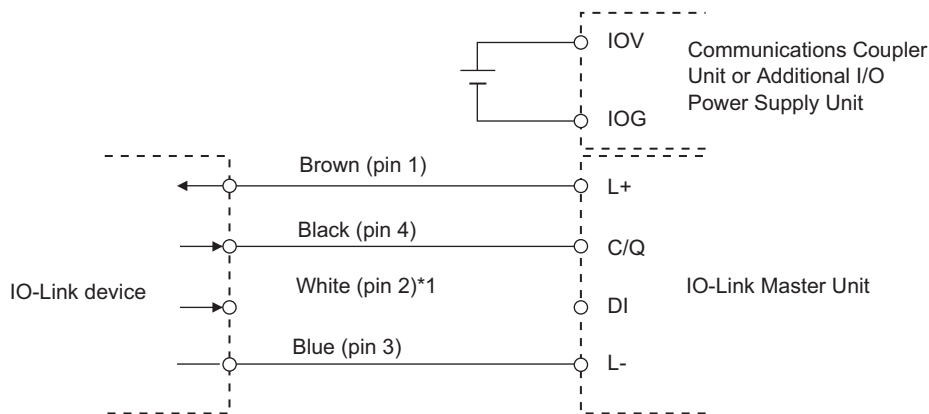 IOV
Communications Coupler
Unit or Additional I/O
Power Supply Unit
IOG
Brown (pin 1)
L+
Black (pin 4)
C/Q
IO-Link device
White (pin 2)*1
DI
IO-Link Master Unit
Blue (pin 3)
L-